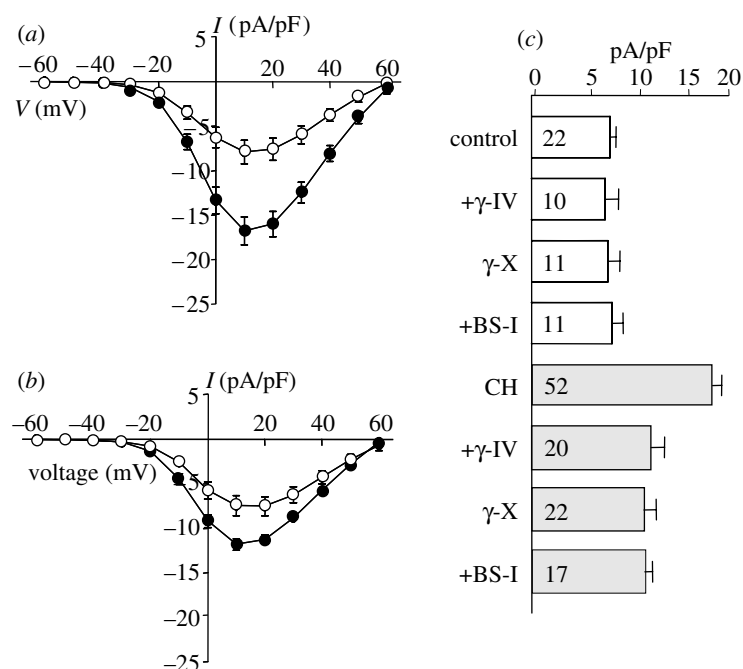 (a)
I (pA/pF)
5
−60 −40 −20 20 40 60
V (mV)
−5
−10
−15
−20
−25
(b)
I (pA/pF)
5
−60 −40 −20 20 40 60
voltage (mV)
−5
−10
−15
−20
−25
(c)
pA/pF
0 5 10 15 20
control 22
+γ-IV 10
γ-X 11
+BS-I 11
CH 52
+γ-IV 20
γ-X 22
+BS-I 17